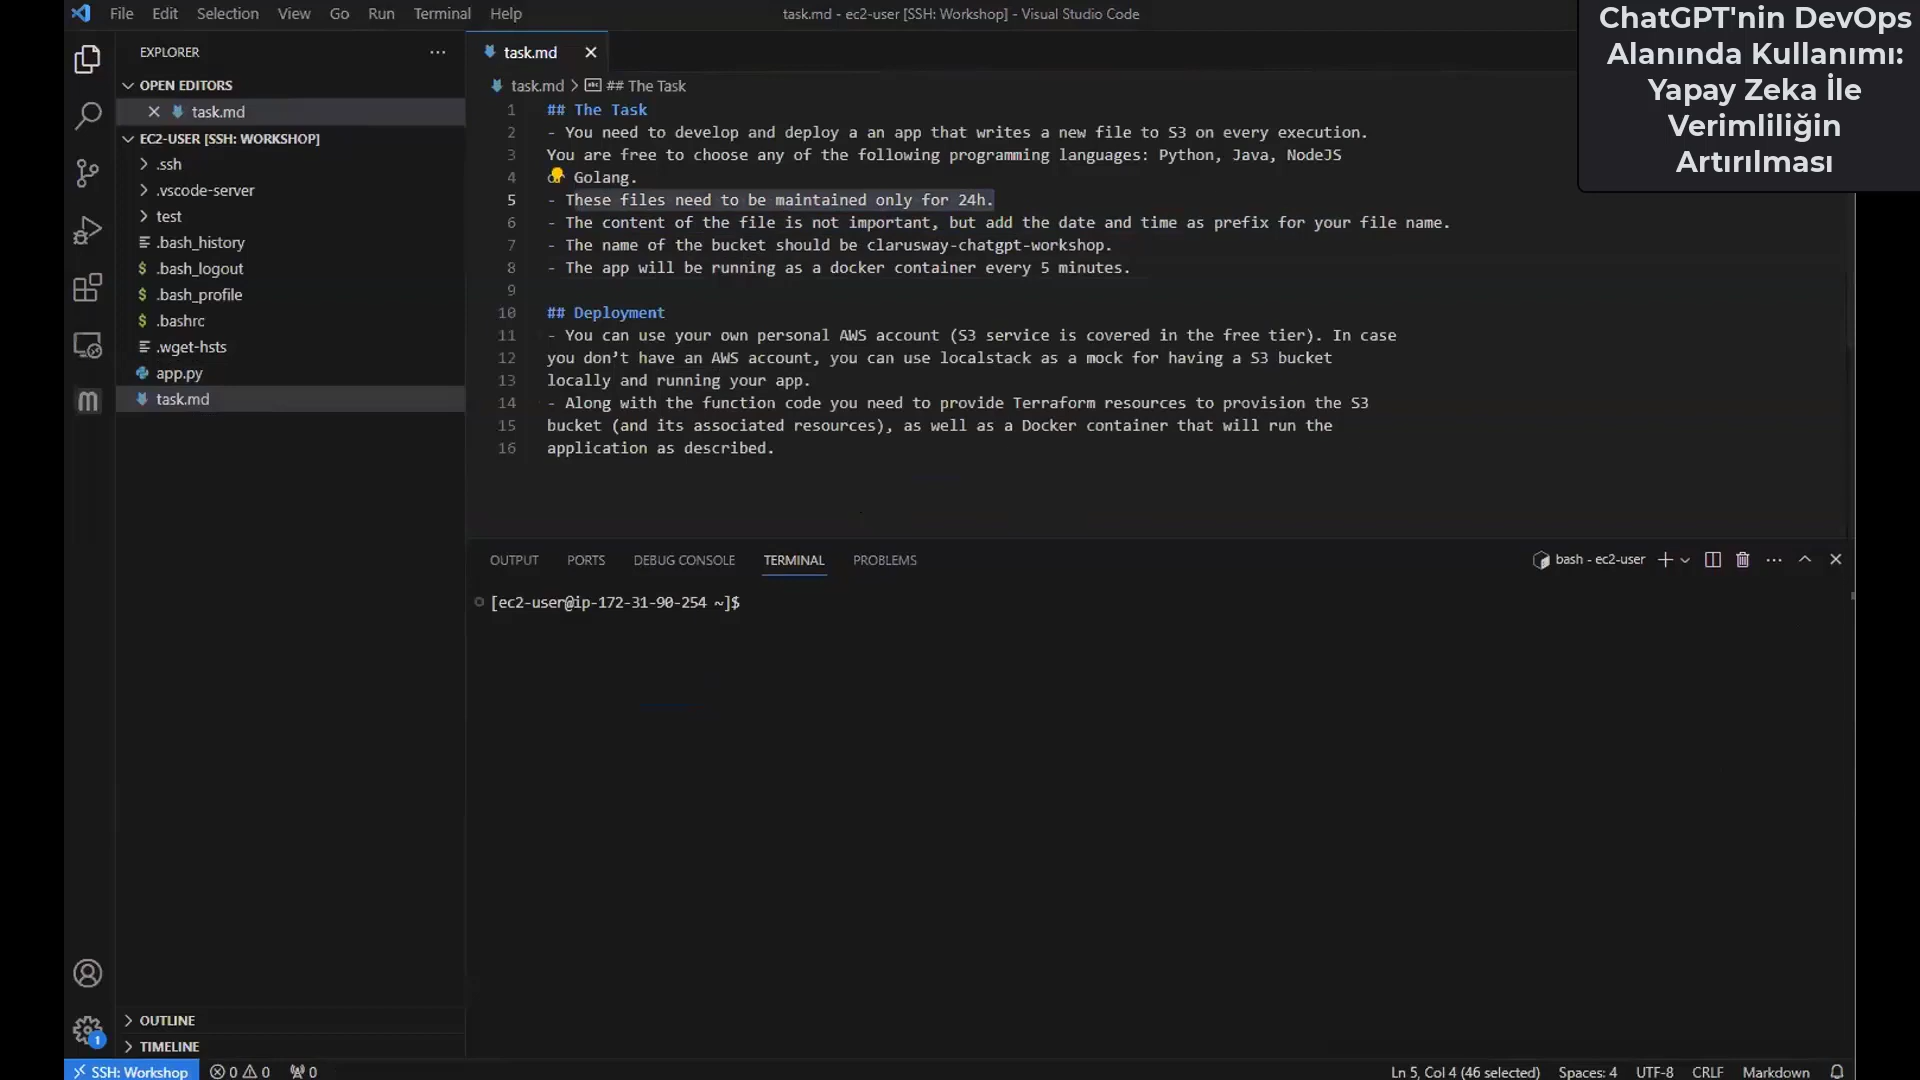 File Edit Selection View Go Run Terminal Help
task.md - ec2-user [SSH: Workshop] - Visual Studio Code
ChatGPT'nin DevOps
Alanında Kullanımı:
Yapay Zeka İle
Verimliliğin
Artırılması
EXPLORER
OPEN EDITORS
task.md
EC2-USER [SSH: WORKSHOP]
.ssh
.vscode-server
test
.bash_history
$ .bash_logout
$ .bash_profile
$ .bashrc
.wget-hsts
app.py
task.md
OUTLINE
TIMELINE
task.md
task.md > ## The Task
1 ## The Task
2 - You need to develop and deploy a an app that writes a new file to S3 on every execution.
3 You are free to choose any of the following programming languages: Python, Java, NodeJS
4 Golang.
5 - These files need to be maintained only for 24h.
6 - The content of the file is not important, but add the date and time as prefix for your file name.
7 - The name of the bucket should be clarusway-chatgpt-workshop.
8 - The app will be running as a docker container every 5 minutes.
9
10 ## Deployment
11 - You can use your own personal AWS account (S3 service is covered in the free tier). In case
12 you don’t have an AWS account, you can use localstack as a mock for having a S3 bucket
13 locally and running your app.
14 - Along with the function code you need to provide Terraform resources to provision the S3
15 bucket (and its associated resources), as well as a Docker container that will run the
16 application as described.
OUTPUT PORTS DEBUG CONSOLE TERMINAL PROBLEMS
bash - ec2-user
[ec2-user@ip-172-31-90-254 ~]$
1
SSH: Workshop 0 0 0
Ln 5, Col 4 (46 selected) Spaces: 4 UTF-8 CRLF Markdown